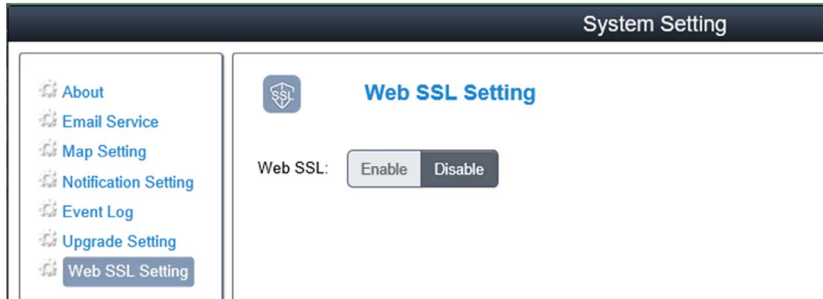 System Setting
About
Email Service
Map Setting
Notification Setting
Event Log
Upgrade Setting
Web SSL Setting
SSL
Web SSL Setting
Web SSL: Enable Disable